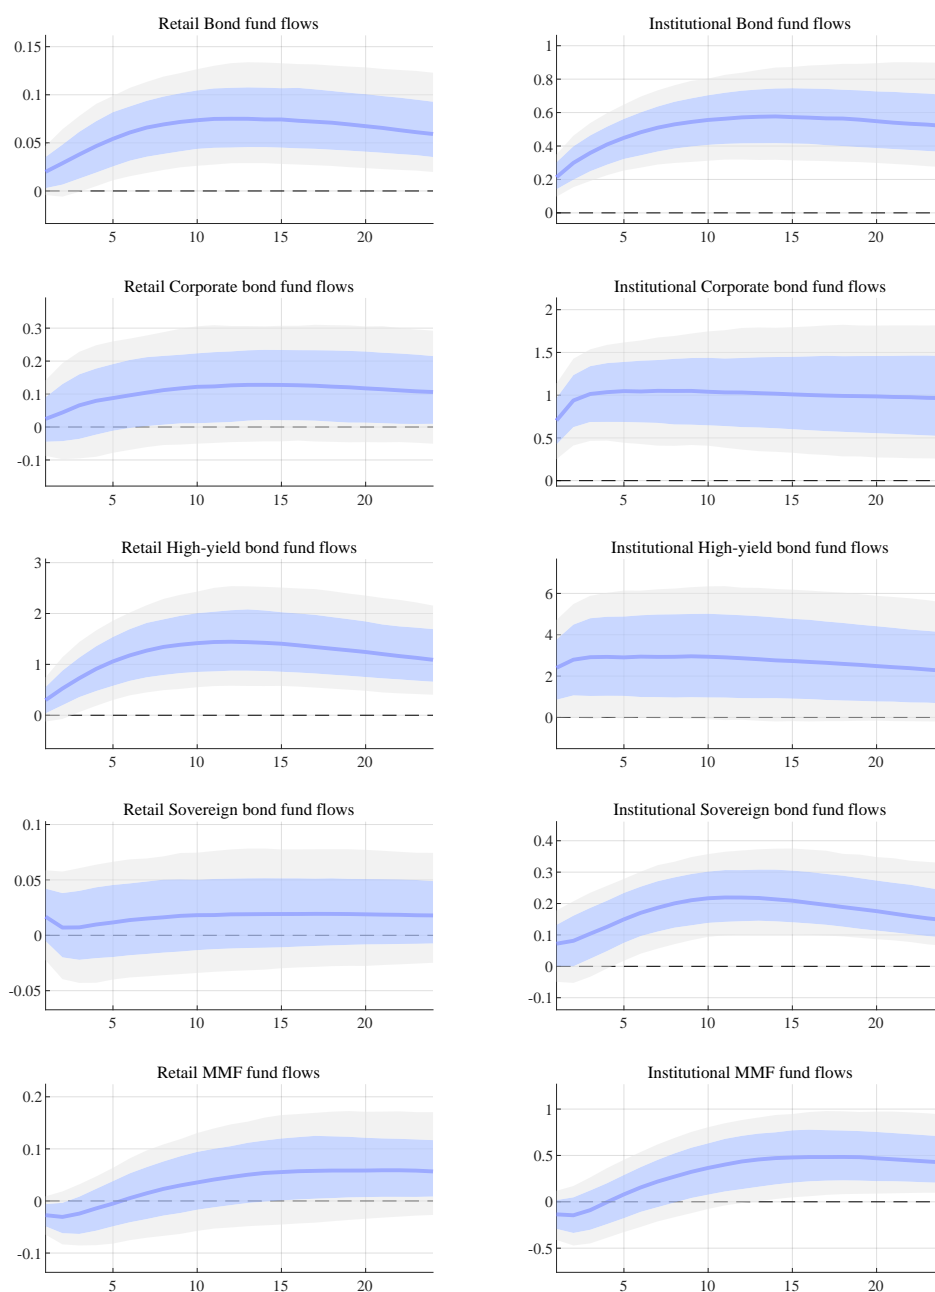 Retail Bond fund flows
0.15
0.1
0.05
0
5 10 15 20
Institutional Bond fund flows
1
0.8
0.6
0.4
0.2
0
5 10 15 20
Retail Corporate bond fund flows
0.3
0.2
0.1
0
-0.1
5 10 15 20
Institutional Corporate bond fund flows
2
1.5
1
0.5
0
5 10 15 20
Retail High-yield bond fund flows
3
2
1
0
5 10 15 20
Institutional High-yield bond fund flows
6
4
2
0
5 10 15 20
Retail Sovereign bond fund flows
0.1
0.05
0
-0.05
5 10 15 20
Institutional Sovereign bond fund flows
0.4
0.3
0.2
0.1
0
-0.1
5 10 15 20
Retail MMF fund flows
0.2
0.1
0
-0.1
5 10 15 20
Institutional MMF fund flows
1
0.5
0
-0.5
5 10 15 20